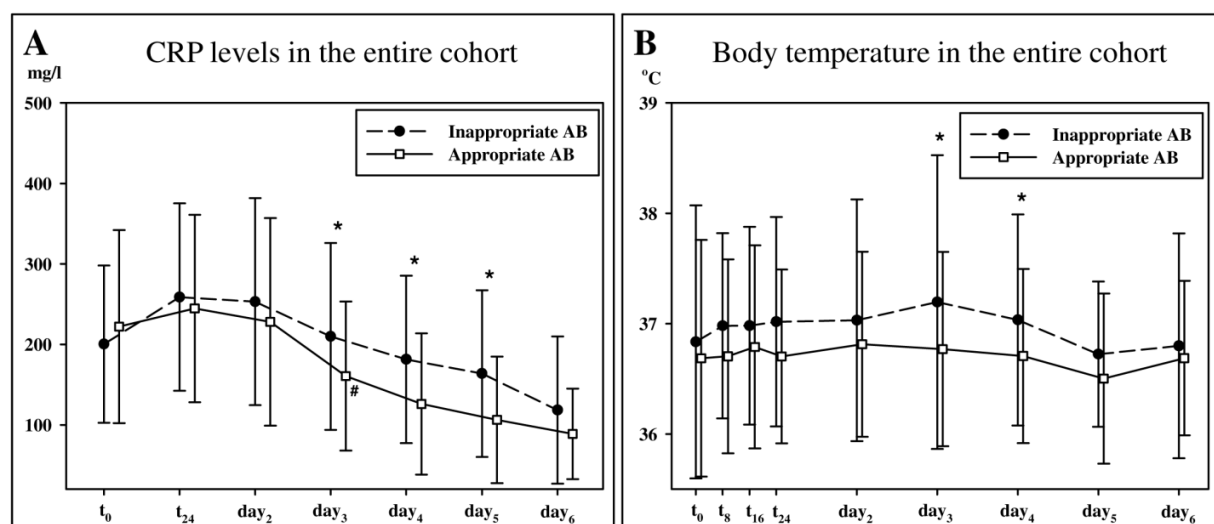 A
CRP levels in the entire cohort
mg/l
500
400
300
200
100
Inappropriate AB
Appropriate AB
*
*
*
#
t₀
t₂₄
day₂
day₃
day₄
day₅
day₆
B
Body temperature in the entire cohort
°C
39
38
37
36
Inappropriate AB
Appropriate AB
*
*
t₀
t₈
t₁₆
t₂₄
day₂
day₃
day₄
day₅
day₆